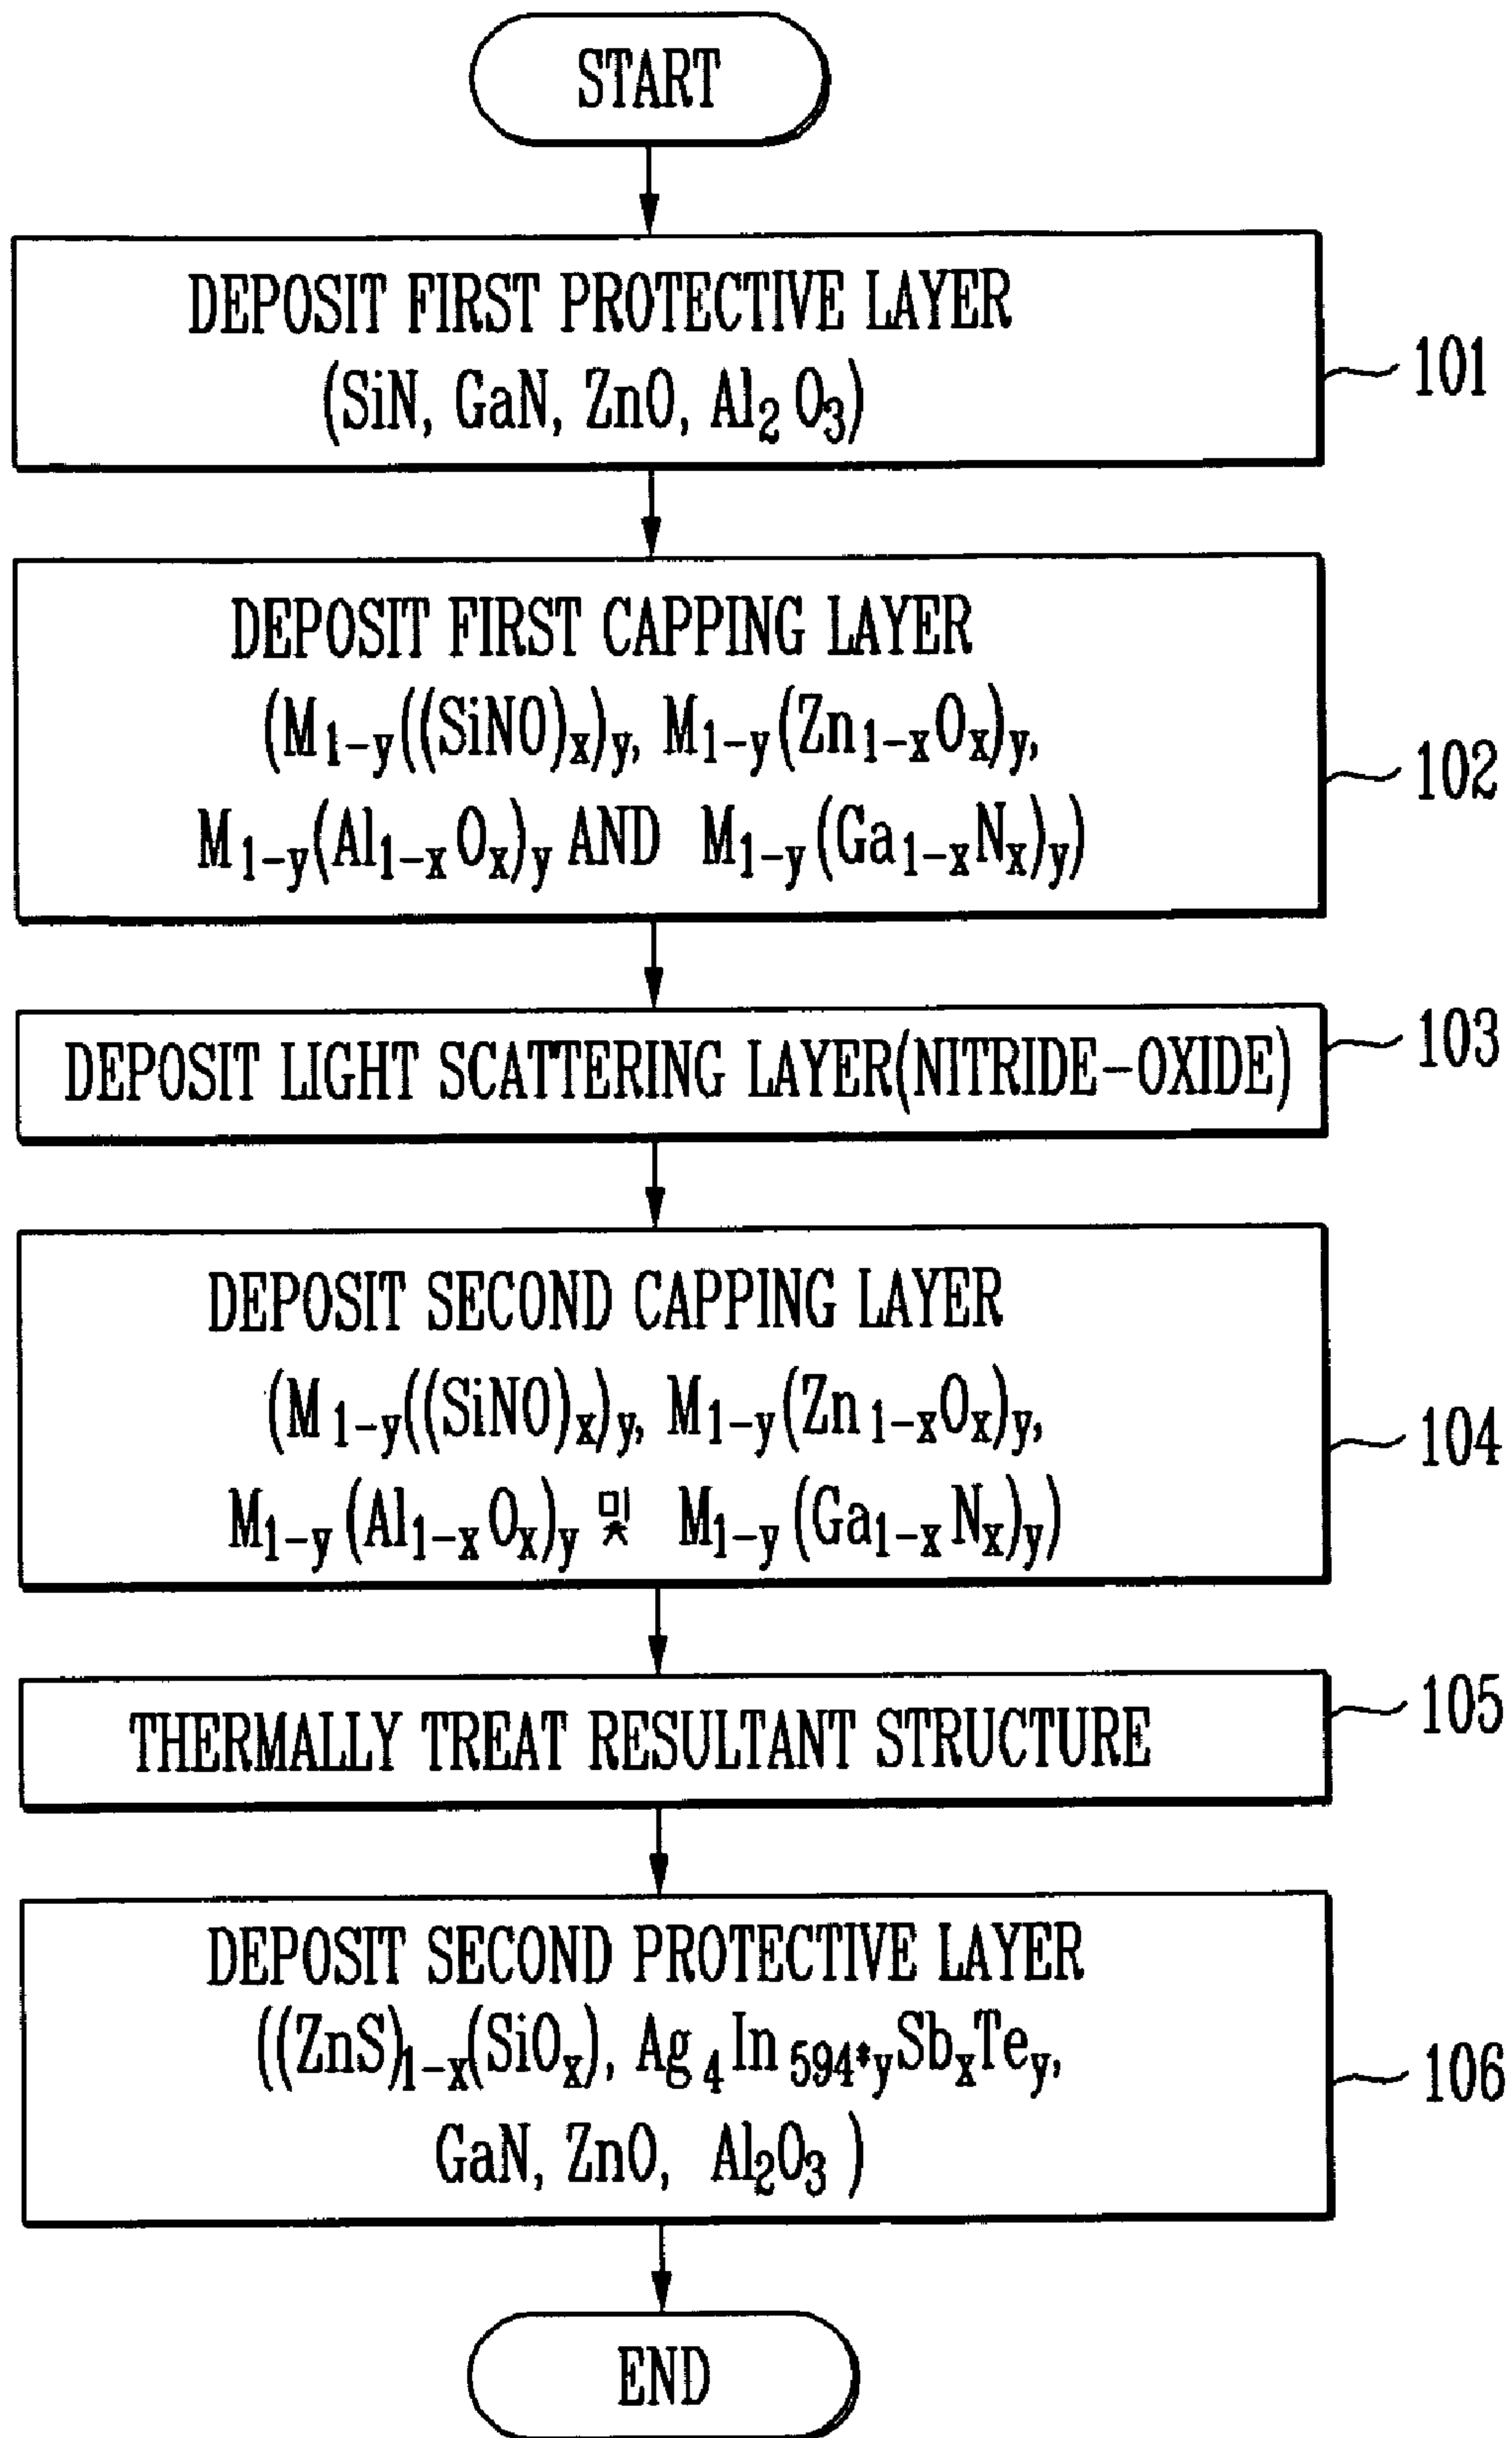 START
DEPOSIT FIRST PROTECTIVE LAYER
(SiN, GaN, ZnO, Al₂O₃)
101
DEPOSIT FIRST CAPPING LAYER
(M₁₋y((SiNO)ₓ)y, M₁₋y(Zn₁₋ₓOₓ)y,
M₁₋y(Al₁₋ₓOₓ)y AND M₁₋y(Ga₁₋ₓNₓ)y)
102
DEPOSIT LIGHT SCATTERING LAYER(NITRIDE-OXIDE)
103
DEPOSIT SECOND CAPPING LAYER
(M₁₋y((SiNO)ₓ)y, M₁₋y(Zn₁₋ₓOₓ)y,
M₁₋y(Al₁₋ₓOₓ)y 및 M₁₋y(Ga₁₋ₓNₓ)y)
104
THERMALLY TREAT RESULTANT STRUCTURE
105
DEPOSIT SECOND PROTECTIVE LAYER
((ZnS)₁₋ₓ(SiOₓ), Ag₄In₅₉₄*ySbₓTey,
GaN, ZnO, Al₂O₃ )
106
END